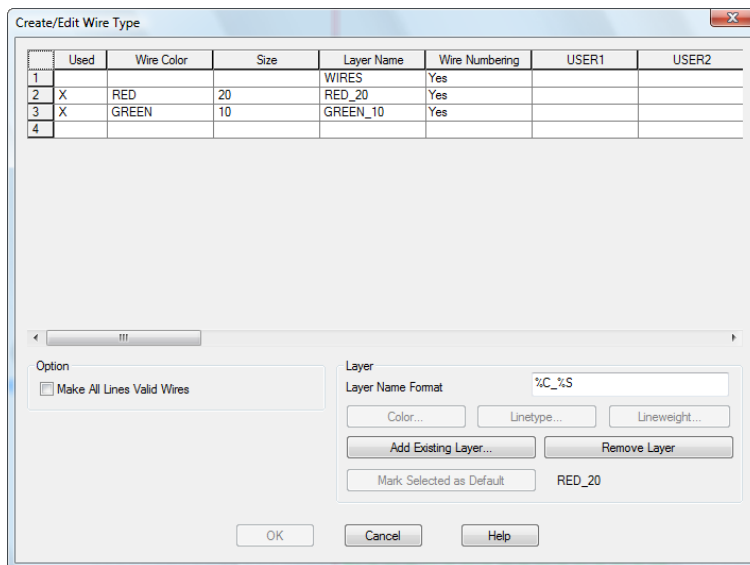 Create/Edit Wire Type
Used Wire Color Size Layer Name Wire Numbering USER1 USER2
1 WIRES Yes
2 X RED 20 RED_20 Yes
3 X GREEN 10 GREEN_10 Yes
4
Option
Make All Lines Valid Wires
Layer
Layer Name Format %C_%S
Color... Linetype... Lineweight...
Add Existing Layer... Remove Layer
Mark Selected as Default RED_20
OK Cancel Help